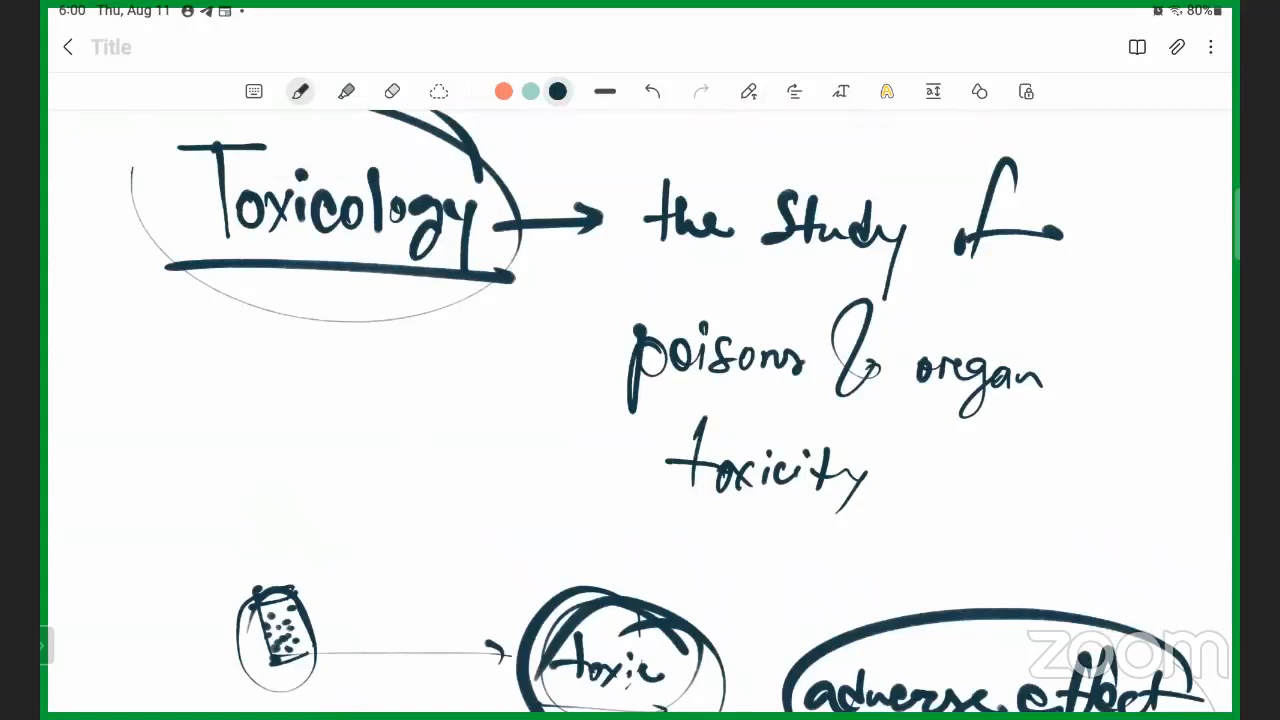 6:00 Thu, Aug 11 80%
Title
Toxicology → the study of
poisons & organ
toxicity
toxic
adverse effect
zoom